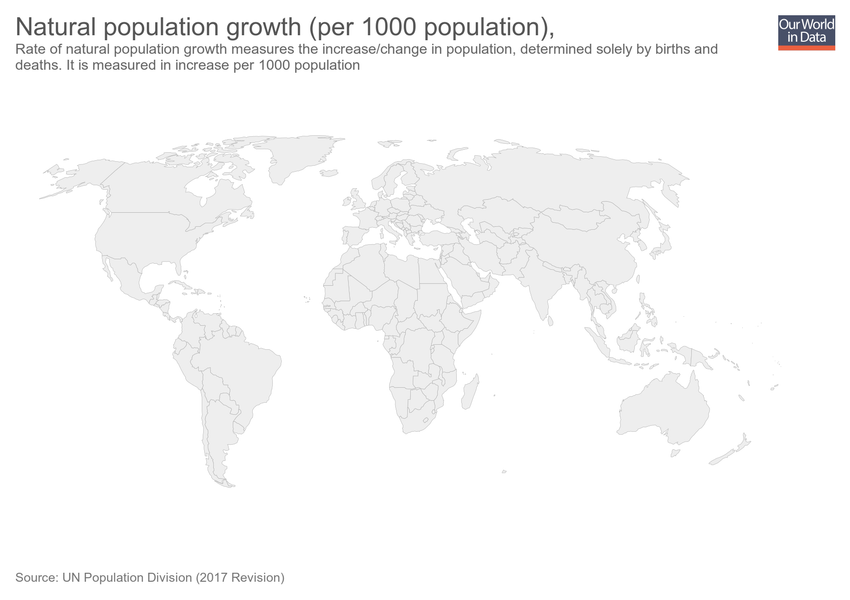 Natural population growth (per 1000 population),
Our World
in Data
Rate of natural population growth measures the increase/change in population, determined solely by births and
deaths. It is measured in increase per 1000 population
Source: UN Population Division (2017 Revision)